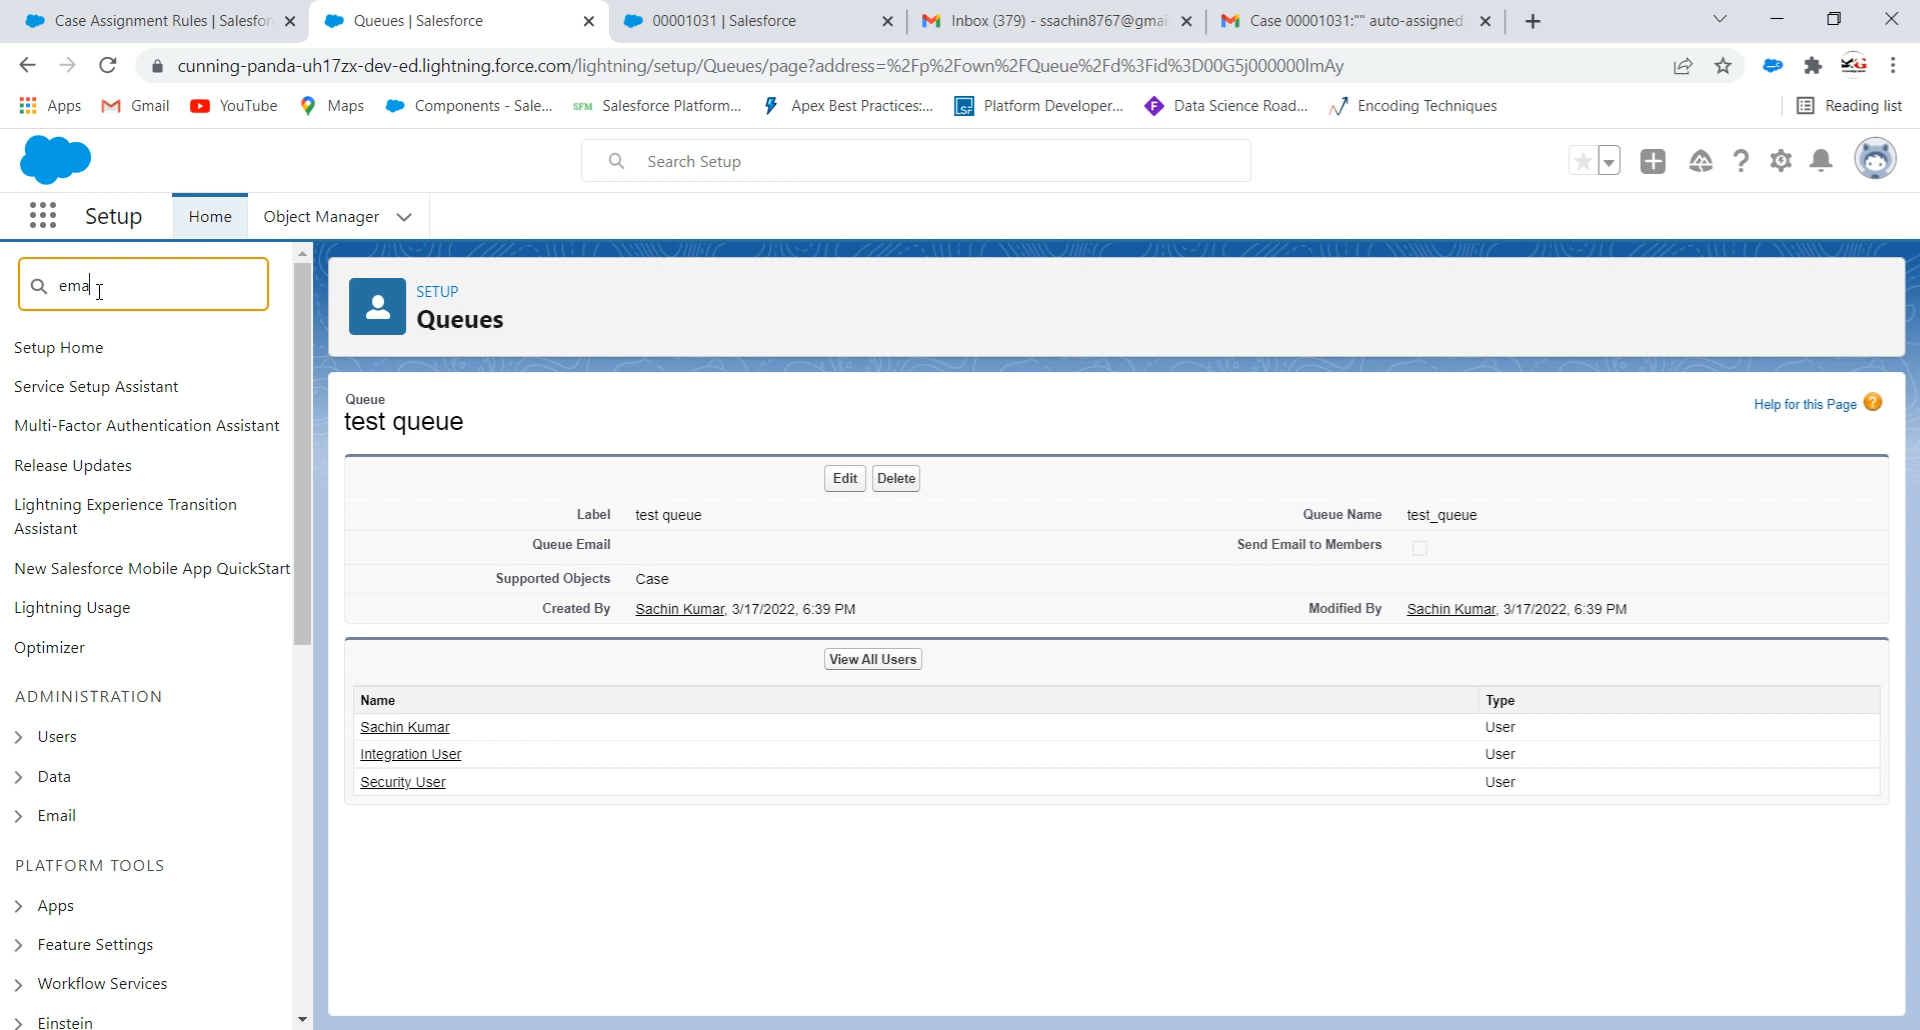 Case Assignment Rules | Salesfor
Queues | Salesforce
00001031 | Salesforce
Inbox (379) - ssachin8767@gmai
Case 00001031:"" auto-assigned
cunning-panda-uh17zx-dev-ed.lightning.force.com/lightning/setup/Queues/page?address=%2Fp%2Fown%2FQueue%2Fd%3Fid%3D00G5j000000lmAy
Apps
Gmail
YouTube
Maps
Components - Sale...
SFM Salesforce Platform...
Apex Best Practices:...
Platform Developer...
Data Science Road...
Encoding Techniques
Reading list
Search Setup
Setup
Home
Object Manager
ema
Setup Home
Service Setup Assistant
Multi-Factor Authentication Assistant
Release Updates
Lightning Experience Transition
Assistant
New Salesforce Mobile App QuickStart
Lightning Usage
Optimizer
ADMINISTRATION
Users
Data
Email
PLATFORM TOOLS
Apps
Feature Settings
Workflow Services
Einstein
SETUP
Queues
Queue
test queue
Help for this Page
Edit Delete
Label test queue
Queue Name test_queue
Queue Email
Send Email to Members
Supported Objects Case
Created By Sachin Kumar, 3/17/2022, 6:39 PM
Modified By Sachin Kumar, 3/17/2022, 6:39 PM
View All Users
Name Type
Sachin Kumar User
Integration User User
Security User User